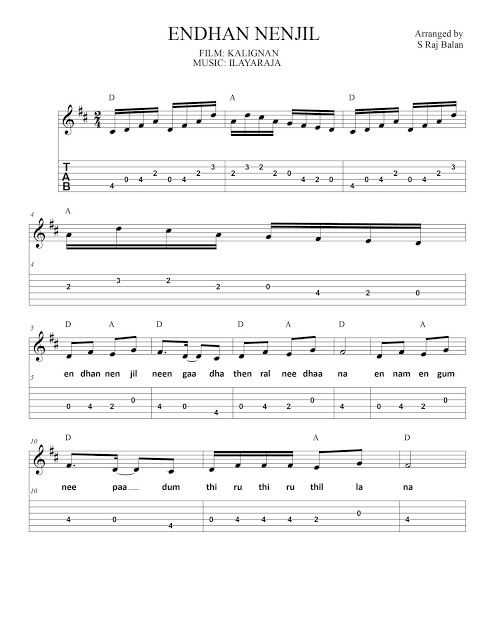 ENDHAN NENJIL
FILM: KALIGNAN
MUSIC: ILAYARAJA
Arranged by
S Raj Balan
D A D
2 4
T A B
4 0 4 2 0 4 2 3 2 3 2 2 0 4 2 0 4 0 4 2 0 4 2 3
4
A
4
2 3 2 2 0 4 2 0
5
D A D D A D D A
en dhan nen jil neen gaa dha then ral nee dhaa na en nam en gum
5
0 4 2 0 4 0 4 0 4 2 0 4 0 4 2 0
10
D D A D
nee paa dum thi ru thi ru thil la na
10
4 0 4 0 4 4 4 2 0 4